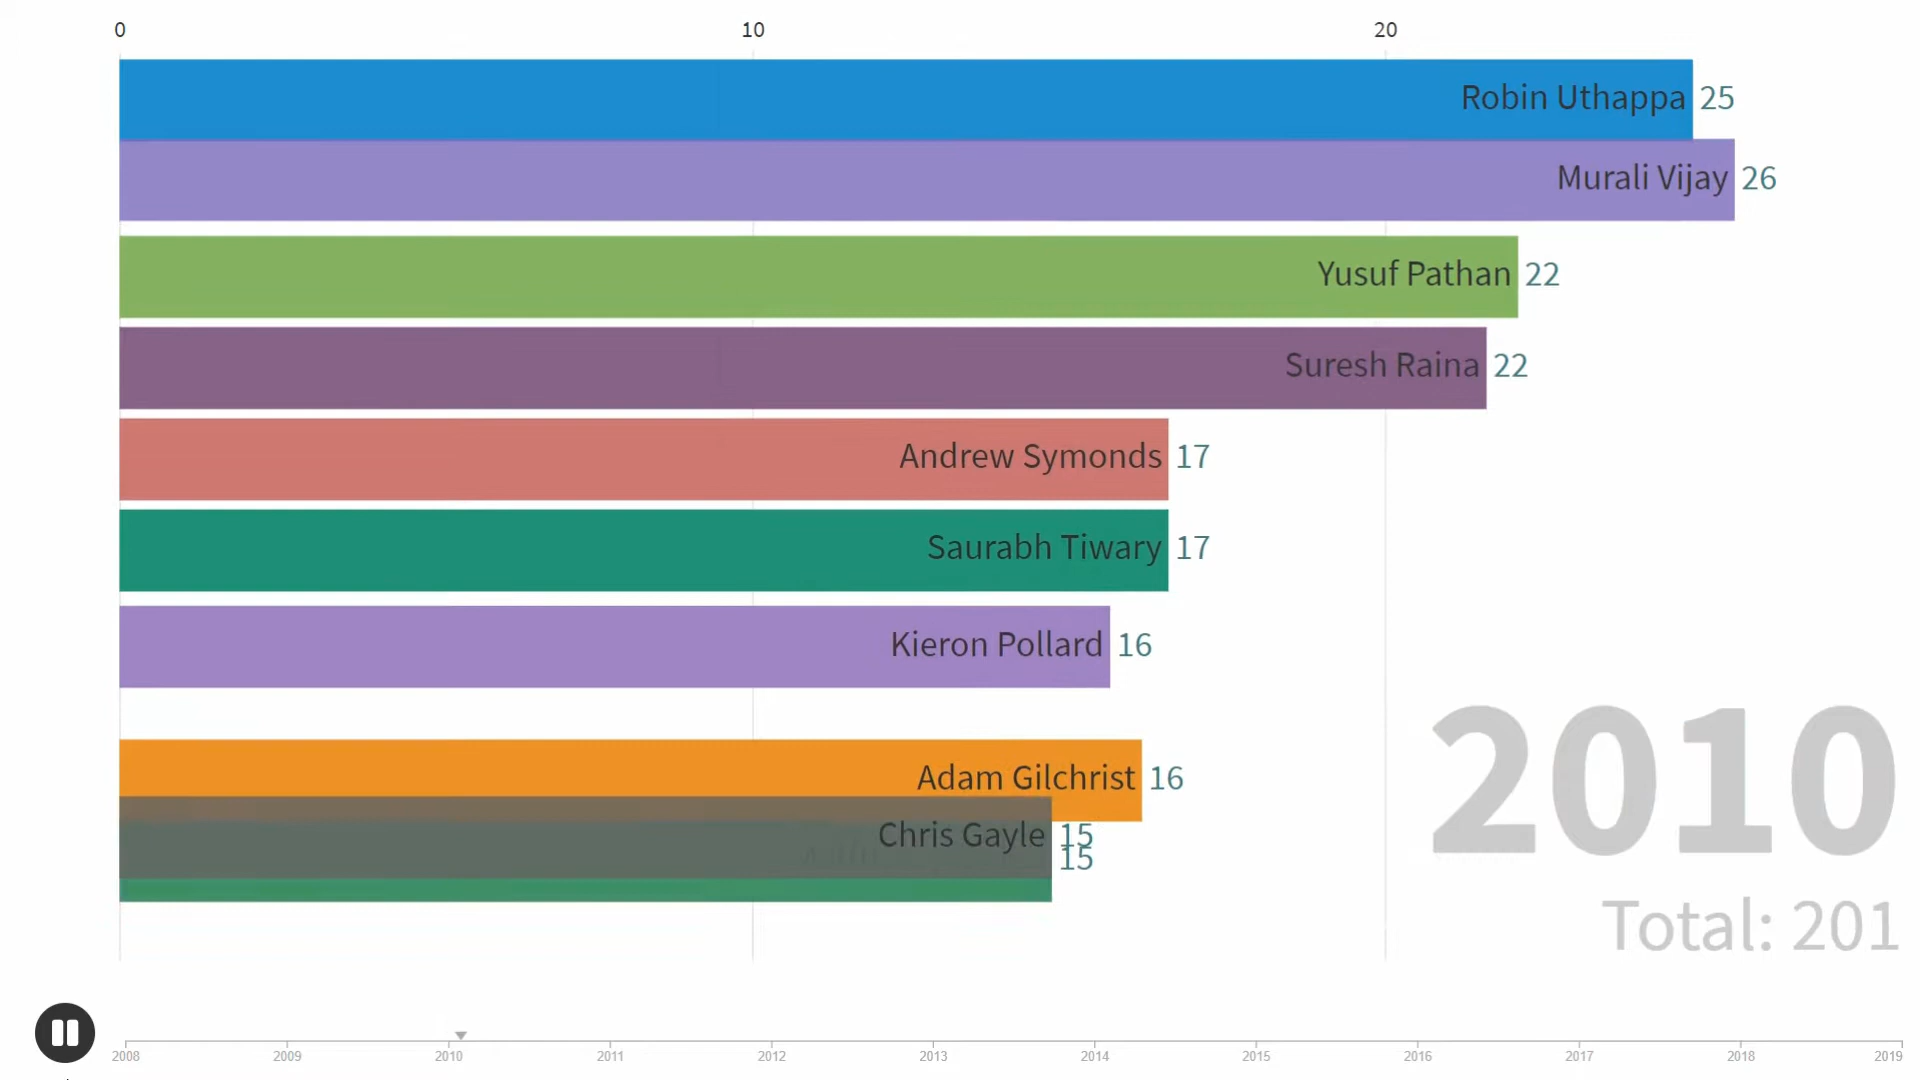 0 10 20
Robin Uthappa 25
Murali Vijay 26
Yusuf Pathan 22
Suresh Raina 22
Andrew Symonds 17
Saurabh Tiwary 17
Kieron Pollard 16
Adam Gilchrist 16
Chris Gayle 15
15
2010
Total: 201
2008 2009 2010 2011 2012 2013 2014 2015 2016 2017 2018 2019